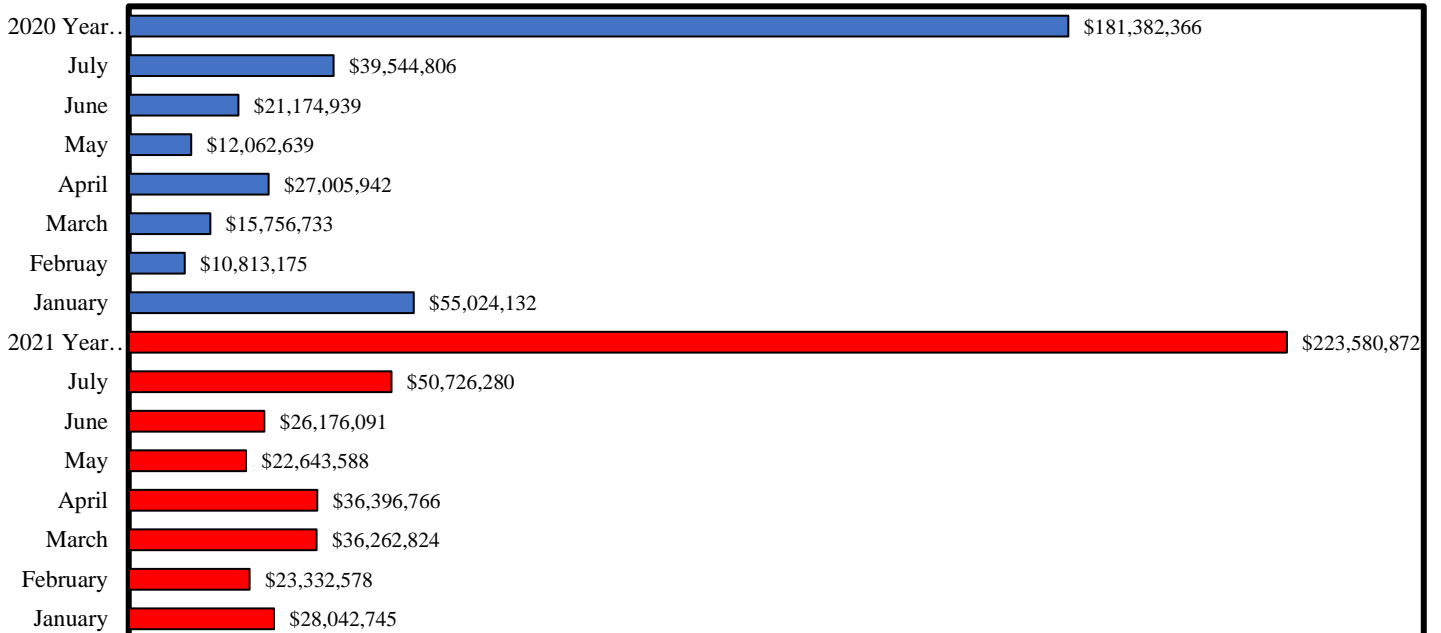 2020 Year.. $181,382,366
July $39,544,806
June $21,174,939
May $12,062,639
April $27,005,942
March $15,756,733
Februay $10,813,175
January $55,024,132
2021 Year.. $223,580,872
July $50,726,280
June $26,176,091
May $22,643,588
April $36,396,766
March $36,262,824
February $23,332,578
January $28,042,745